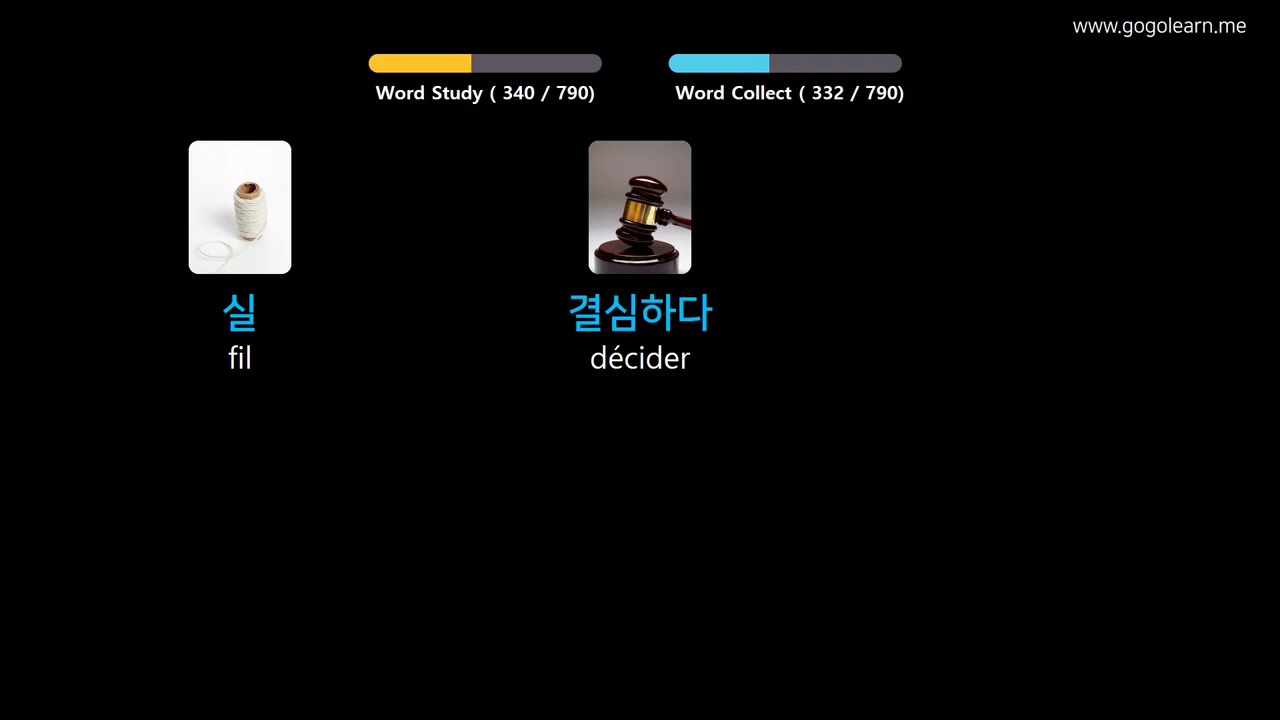 www.gogolearn.me
Word Study ( 340 / 790)
Word Collect ( 332 / 790)
실
fil
결심하다
décider